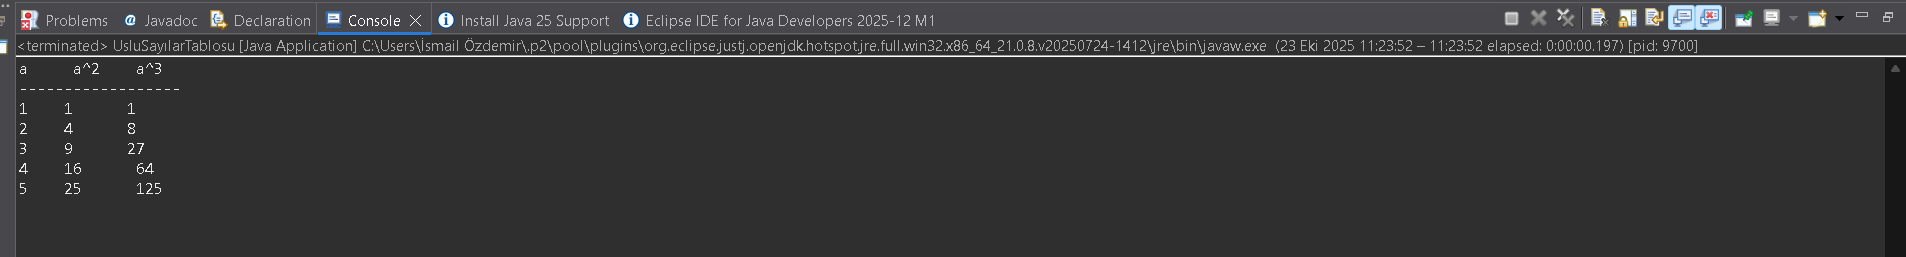 Problems Javadoc Declaration Console Install Java 25 Support Eclipse IDE for Java Developers 2025-12 M1
<terminated> UsluSayılarTablosu [Java Application] C:\Users\İsmail Özdemir\.p2\pool\plugins\org.eclipse.justj.openjdk.hotspot.jre.full.win32.x86_64_21.0.8.v20250724-1412\jre\bin\javaw.exe (23 Eki 2025 11:23:52 – 11:23:52 elapsed: 0:00:00.197) [pid: 9700]
a     a^2    a^3
------------------
1    1      1
2    4      8
3    9      27
4    16      64
5    25      125